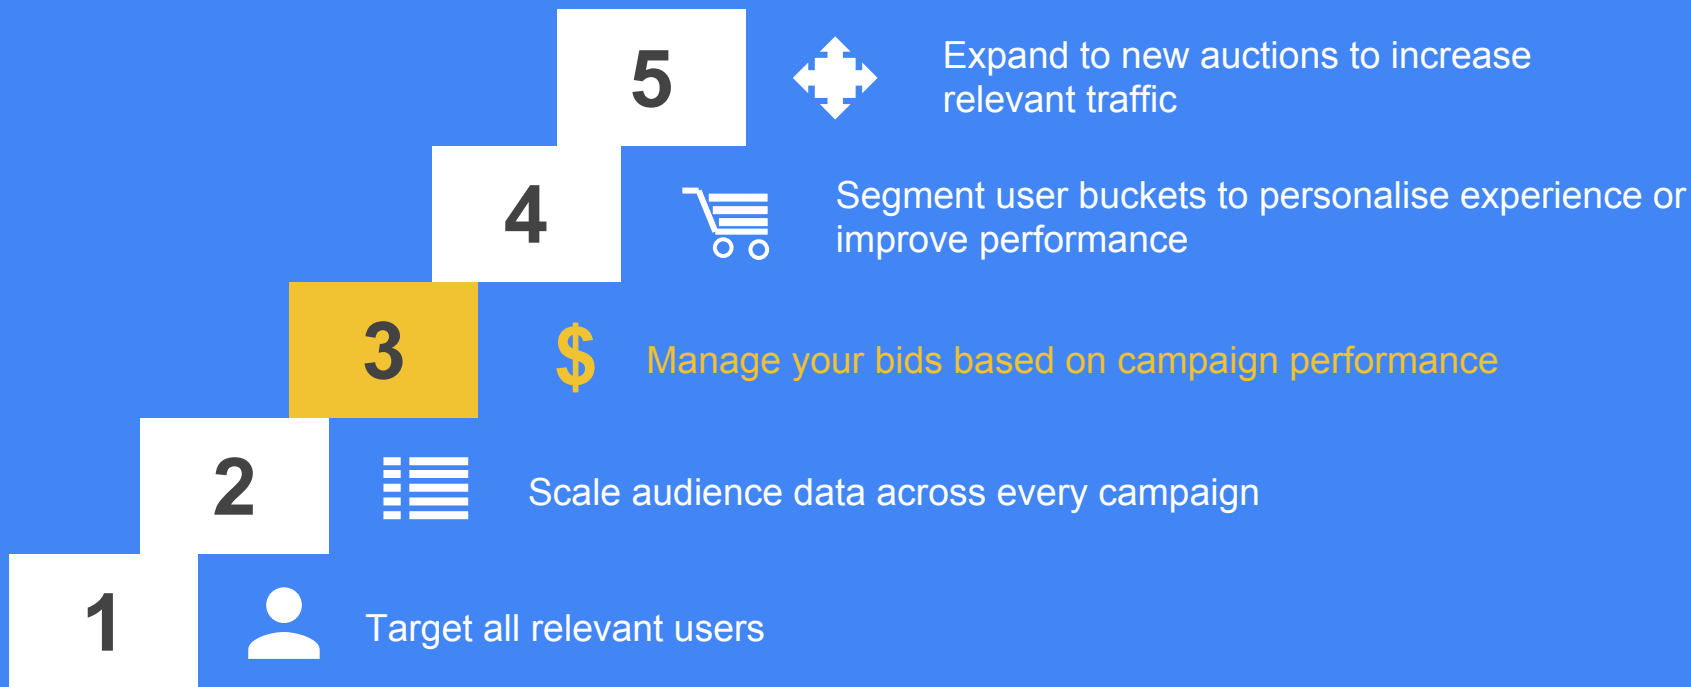 5
Expand to new auctions to increase
relevant traffic
4
Segment user buckets to personalise experience or
improve performance
3
$
Manage your bids based on campaign performance
2
Scale audience data across every campaign
1
Target all relevant users